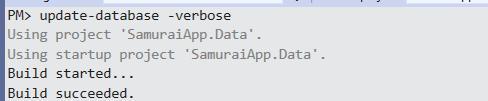 PM> update-database -verbose
Using project 'SamuraiApp.Data'.
Using startup project 'SamuraiApp.Data'.
Build started...
Build succeeded.